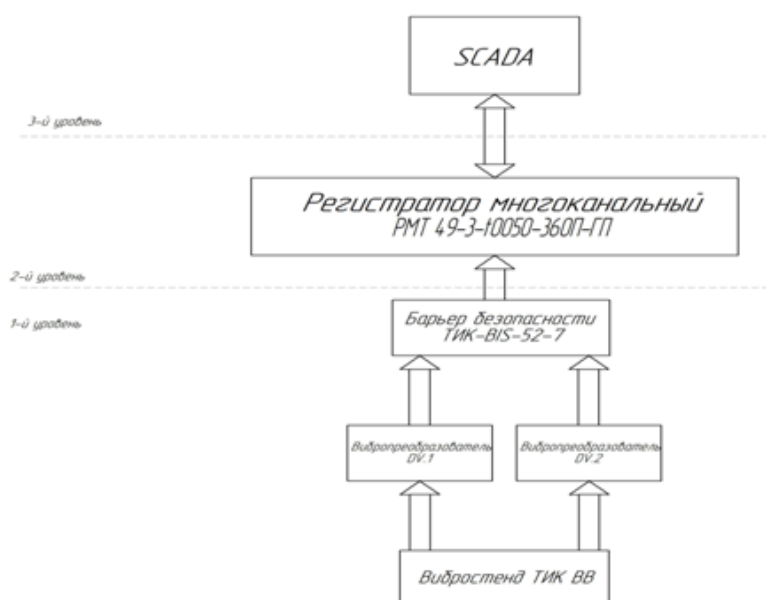 SCADA
3-й уровень
Регистратор многоканальный
РМТ 49-3-10050-360П-ГП
2-й уровень
Барьер безопасности
ТИК-BIS-52-7
1-й уровень
Вибропреобразователь
DV.1
Вибропреобразователь
DV.2
Вибростенд ТИК ВВ